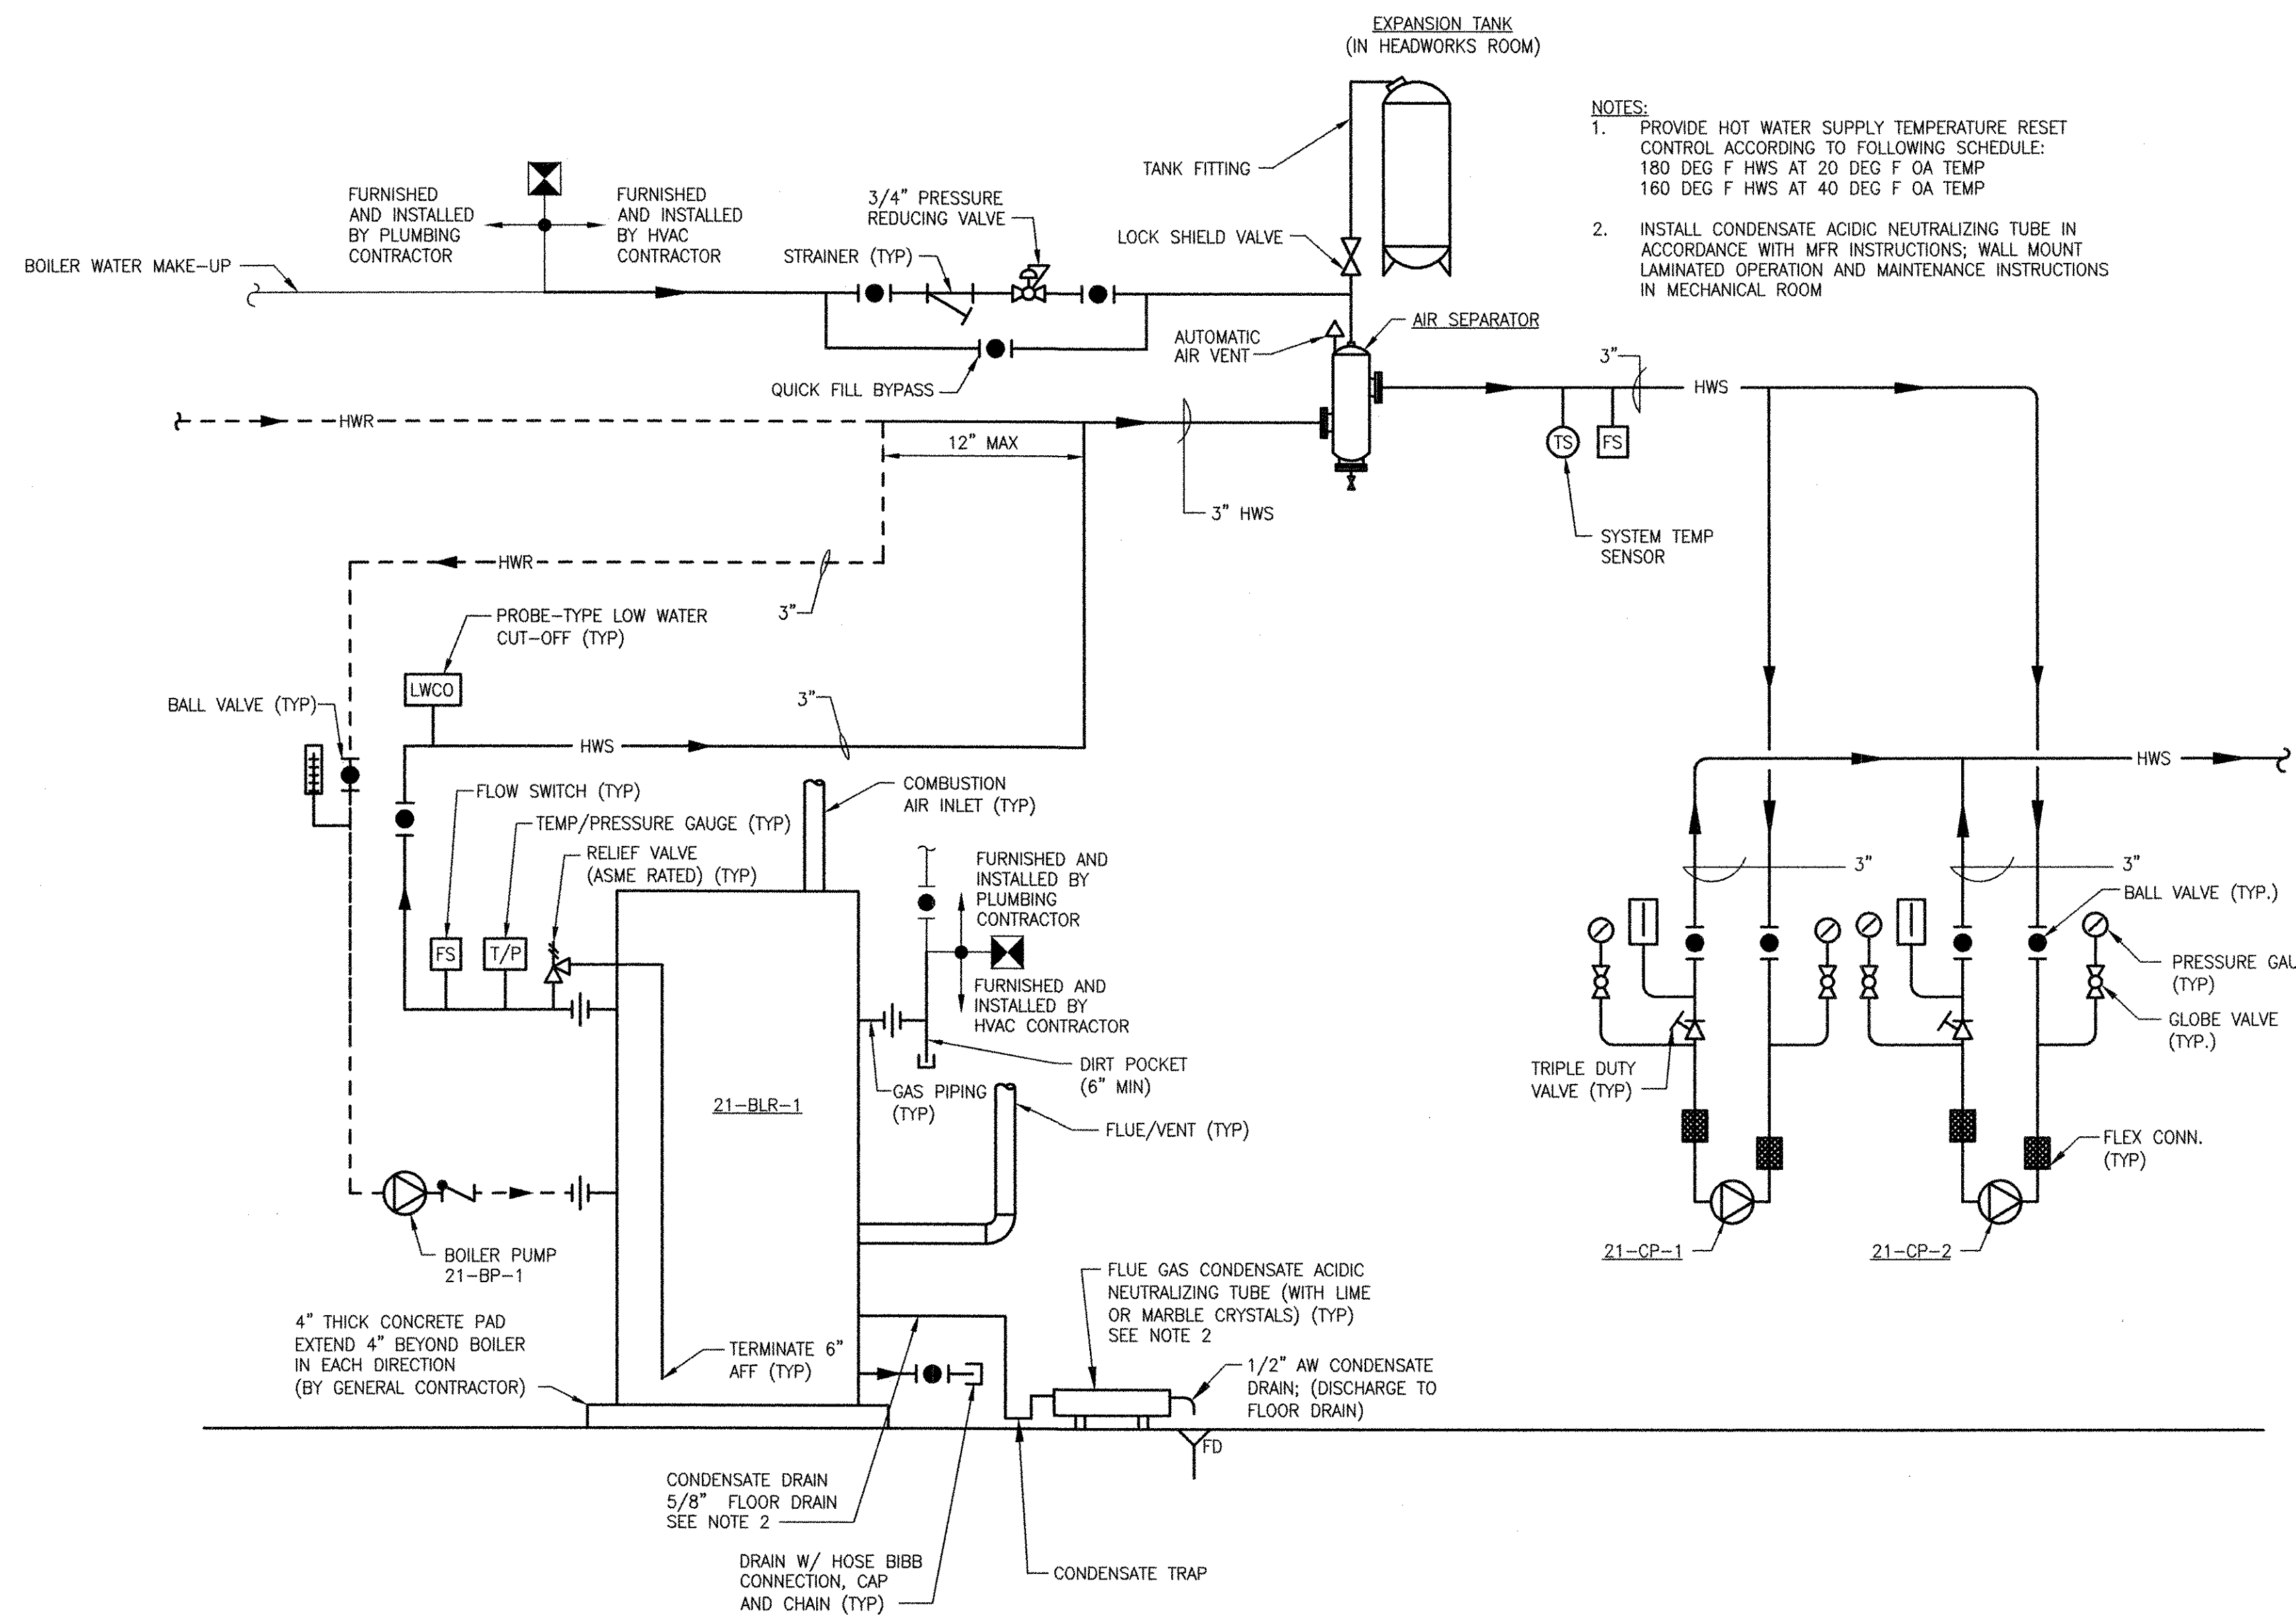 EXPANSION TANK
(IN HEADWORKS ROOM)
NOTES:
1. PROVIDE HOT WATER SUPPLY TEMPERATURE RESET
CONTROL ACCORDING TO FOLLOWING SCHEDULE:
180 DEG F HWS AT 20 DEG F OA TEMP
160 DEG F HWS AT 40 DEG F OA TEMP
2. INSTALL CONDENSATE ACIDIC NEUTRALIZING TUBE IN
ACCORDANCE WITH MFR INSTRUCTIONS; WALL MOUNT
LAMINATED OPERATION AND MAINTENANCE INSTRUCTIONS
IN MECHANICAL ROOM
TANK FITTING
LOCK SHIELD VALVE
FURNISHED
AND INSTALLED
BY PLUMBING
CONTRACTOR
FURNISHED
AND INSTALLED
BY HVAC
CONTRACTOR
3/4" PRESSURE
REDUCING VALVE
STRAINER (TYP)
BOILER WATER MAKE-UP
QUICK FILL BYPASS
AUTOMATIC
AIR VENT
AIR SEPARATOR
3"
HWS
TS
FS
SYSTEM TEMP
SENSOR
HWR
12" MAX
3" HWS
HWR
3"
PROBE-TYPE LOW WATER
CUT-OFF (TYP)
LWCO
BALL VALVE (TYP)
3"
HWS
HWS
FLOW SWITCH (TYP)
TEMP/PRESSURE GAUGE (TYP)
RELIEF VALVE
(ASME RATED) (TYP)
COMBUSTION
AIR INLET (TYP)
FURNISHED AND
INSTALLED BY
PLUMBING
CONTRACTOR
FURNISHED AND
INSTALLED BY
HVAC CONTRACTOR
FS
T/P
DIRT POCKET
(6" MIN)
GAS PIPING
(TYP)
21-BLR-1
FLUE/VENT (TYP)
3"
3"
BALL VALVE (TYP.)
PRESSURE GAU
(TYP)
GLOBE VALVE
(TYP.)
TRIPLE DUTY
VALVE (TYP)
FLEX CONN.
(TYP)
21-CP-1
21-CP-2
BOILER PUMP
21-BP-1
4" THICK CONCRETE PAD
EXTEND 4" BEYOND BOILER
IN EACH DIRECTION
(BY GENERAL CONTRACTOR)
TERMINATE 6"
AFF (TYP)
FLUE GAS CONDENSATE ACIDIC
NEUTRALIZING TUBE (WITH LIME
OR MARBLE CRYSTALS) (TYP)
SEE NOTE 2
1/2" AW CONDENSATE
DRAIN; (DISCHARGE TO
FLOOR DRAIN)
FD
CONDENSATE DRAIN
5/8" FLOOR DRAIN
SEE NOTE 2
DRAIN W/ HOSE BIBB
CONNECTION, CAP
AND CHAIN (TYP)
CONDENSATE TRAP